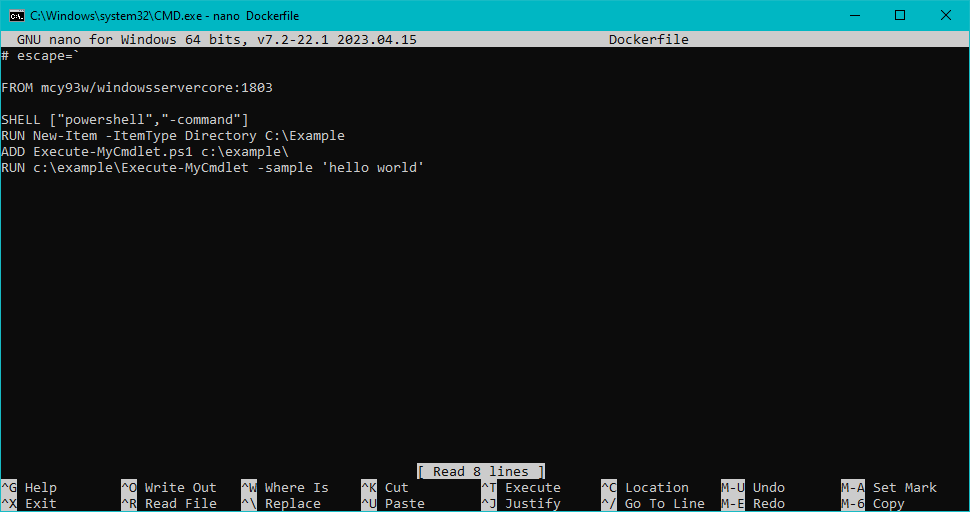 C:\Windows\system32\CMD.exe - nano  Dockerfile
GNU nano for Windows 64 bits, v7.2-22.1 2023.04.15                        Dockerfile
# escape=`
FROM mcy93w/windowsservercore:1803
SHELL ["powershell","-command"]
RUN New-Item -ItemType Directory C:\Example
ADD Execute-MyCmdlet.ps1 c:\example\
RUN c:\example\Execute-MyCmdlet -sample 'hello world'
[ Read 8 lines ]
^G Help        ^O Write Out   ^W Where Is    ^K Cut         ^T Execute     ^C Location    M-U Undo       M-A Set Mark
^X Exit        ^R Read File   ^\ Replace     ^U Paste       ^J Justify     ^/ Go To Line  M-E Redo       M-6 Copy